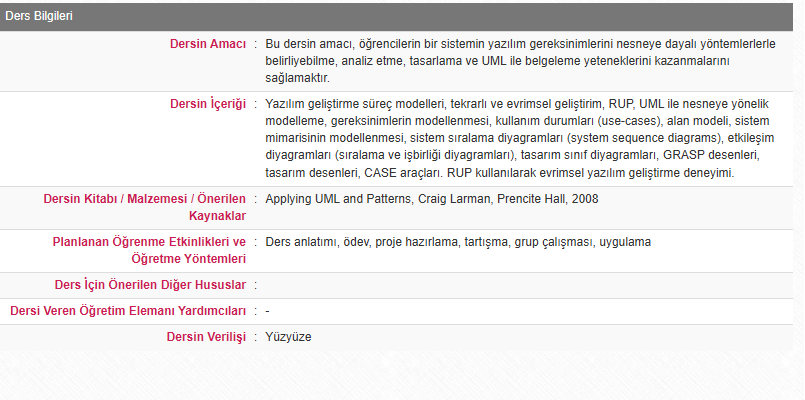 Ders Bilgileri
Dersin Amacı : Bu dersin amacı, öğrencilerin bir sistemin yazılım gereksinimlerini nesneye dayalı yöntemlerlerle
belirliyebilme, analiz etme, tasarlama ve UML ile belgeleme yeteneklerini kazanmalarını
sağlamaktır.
Dersin İçeriği : Yazılım geliştirme süreç modelleri, tekrarlı ve evrimsel geliştirim, RUP, UML ile nesneye yönelik
modelleme, gereksinimlerin modellenmesi, kullanım durumları (use-cases), alan modeli, sistem
mimarisinin modellenmesi, sistem sıralama diyagramları (system sequence diagrams), etkileşim
diyagramları (sıralama ve işbirliği diyagramları), tasarım sınıf diyagramları, GRASP desenleri,
tasarım desenleri, CASE araçları. RUP kullanılarak evrimsel yazılım geliştirme deneyimi.
Dersin Kitabı / Malzemesi / Önerilen
Kaynaklar : Applying UML and Patterns, Craig Larman, Prencite Hall, 2008
Planlanan Öğrenme Etkinlikleri ve
Öğretme Yöntemleri : Ders anlatımı, ödev, proje hazırlama, tartışma, grup çalışması, uygulama
Ders İçin Önerilen Diğer Hususlar :
Dersi Veren Öğretim Elemanı Yardımcıları : -
Dersin Verilişi : Yüzyüze